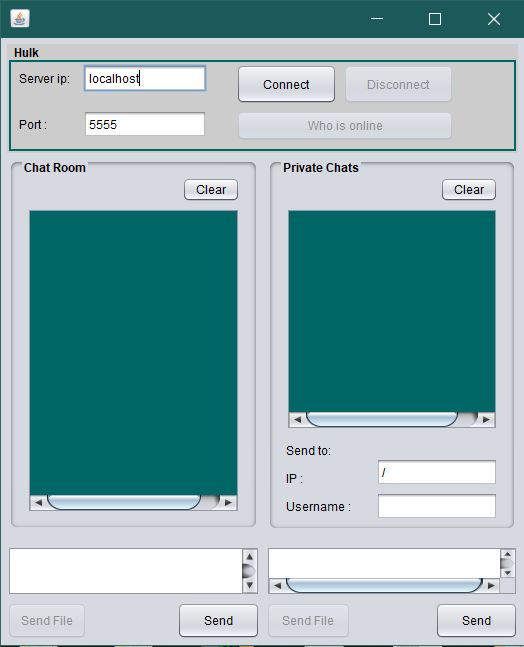 Hulk
Server ip: localhost Connect Disconnect
Port : 5555 Who is online
Chat Room
Clear
Private Chats
Clear
Send to:
IP : /
Username :
Send File Send
Send File Send